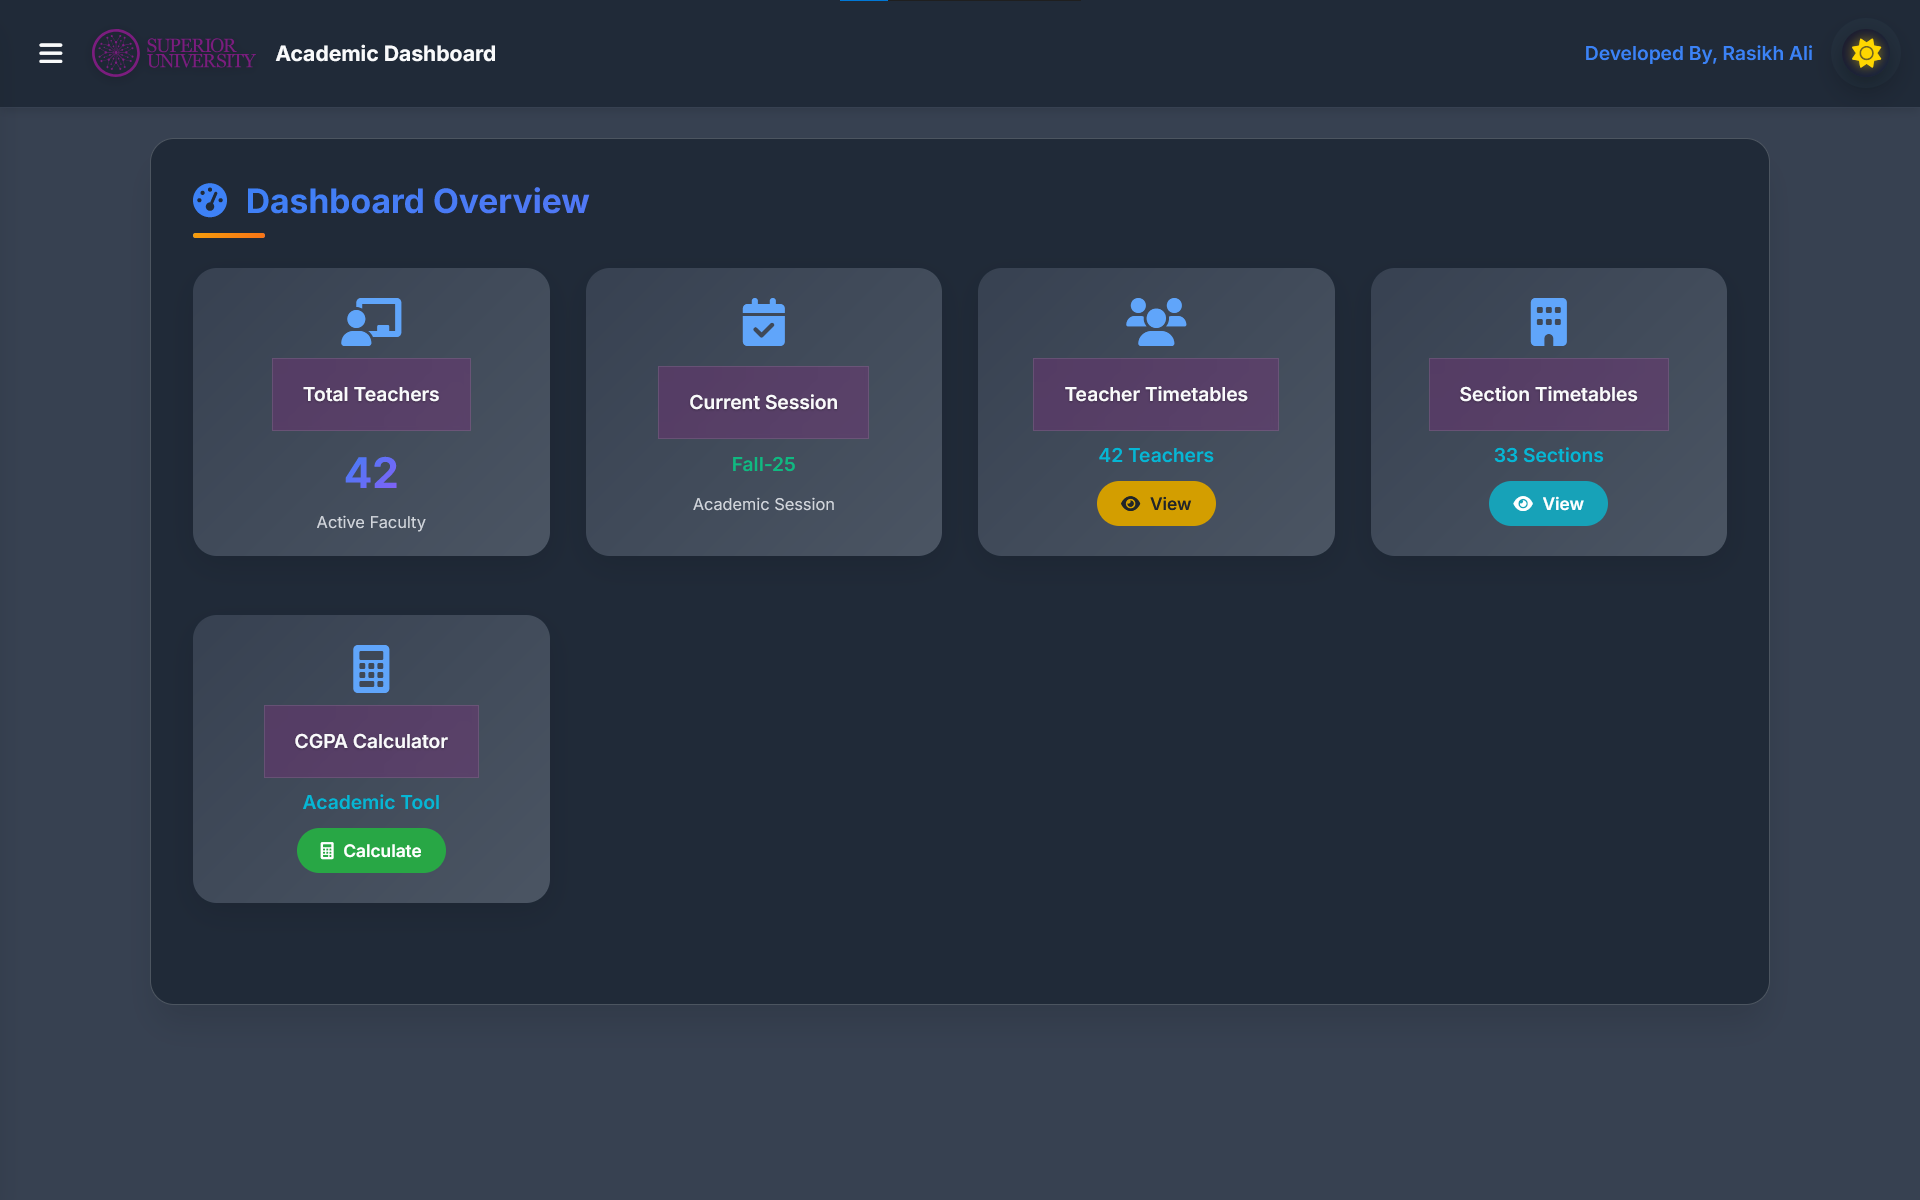 SUPERIOR
UNIVERSITY
Academic Dashboard
Developed By, Rasikh Ali
Dashboard Overview
Total Teachers
42
Active Faculty
Current Session
Fall-25
Academic Session
Teacher Timetables
42 Teachers
View
Section Timetables
33 Sections
View
CGPA Calculator
Academic Tool
Calculate